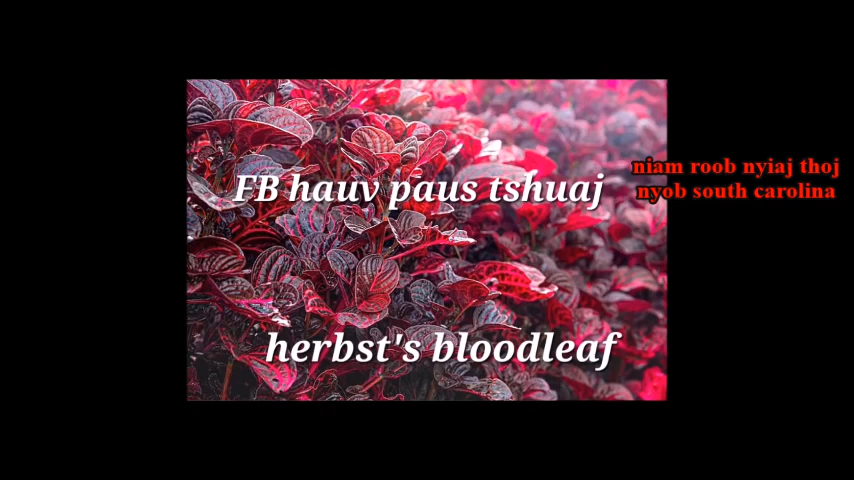 FB hauv paus tshuaj
niam roob nyiaj thoj
nyob south carolina
herbst's bloodleaf